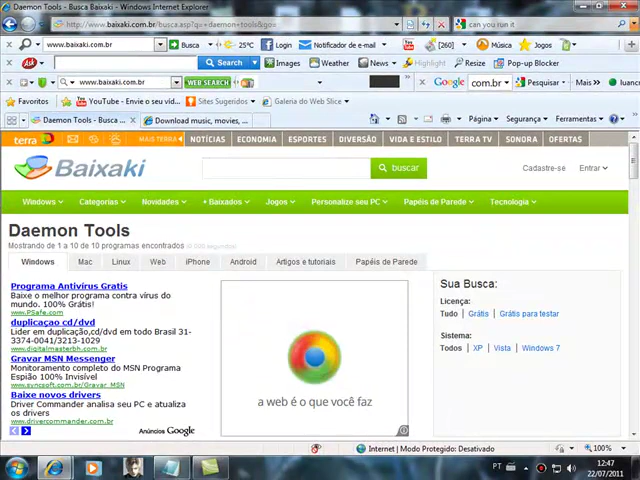 Daemon Tools - Busca Baixaki - Windows Internet Explorer
http://www.baixaki.com.br/busca.asp?q=+daemon+tools&go=
can you run it
www.baixaki.com.br
Busca
25°C
Login
Notificador de e-mail
[260]
Música
Jogos
Ask
Search
Images
Weather
News
Highlight
Resize
Pop-up Blocker
www.baixaki.com.br
WEB SEARCH
Google
com.br
Pesquisar
Mais »
Favoritos
YouTube - Envie o seu víd...
Sites Sugeridos
Galeria do Web Slice
Daemon Tools - Busca B...
Download music, movies, ...
Página
Segurança
Ferramentas
terra
MAIS TERRA
NOTÍCIAS
ECONOMIA
ESPORTES
DIVERSÃO
VIDA E ESTILO
TERRA TV
SONORA
OFERTAS
Baixaki
buscar
Cadastre-se
Entrar
Windows
Categorias
Novidades
+ Baixados
Jogos
Personalize seu PC
Papéis de Parede
Tecnologia
Daemon Tools
Mostrando de 1 a 10 de 10 programas encontrados
Windows
Mac
Linux
Web
iPhone
Android
Artigos e tutoriais
Papéis de Parede
Programa Antivírus Gratis
Baixe o melhor programa contra vírus do
mundo. 100% Grátis!
www.PSafe.com
duplicaçao cd/dvd
Lider em duplicação,cd/dvd em todo Brasil 31-
3374-0041/3213-1029
www.digitalmasterbh.com.br
Gravar MSN Messenger
Monitoramento completo do MSN Programa
Espião 100% Invisível
www.syncsoft.com.br/Gravar_MSN
Baixe novos drivers
Driver Commander analisa seu PC e atualiza
os drivers
www.drivercommander.com.br
Anúncios Google
a web é o que você faz
Sua Busca:
Licença:
Tudo | Grátis | Grátis para testar
Sistema:
Todos | XP | Vista | Windows 7
Internet | Modo Protegido: Desativado
100%
PT
12:47
22/07/2011